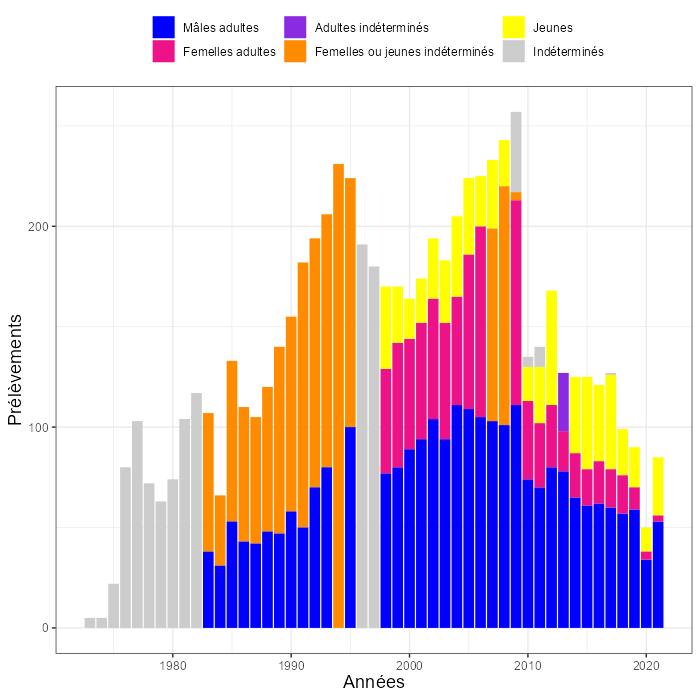 Mâles adultes Adultes indéterminés Jeunes
Femelles adultes Femelles ou jeunes indéterminés Indéterminés
Prélèvements
200
100
0
1980 1990 2000 2010 2020
Années